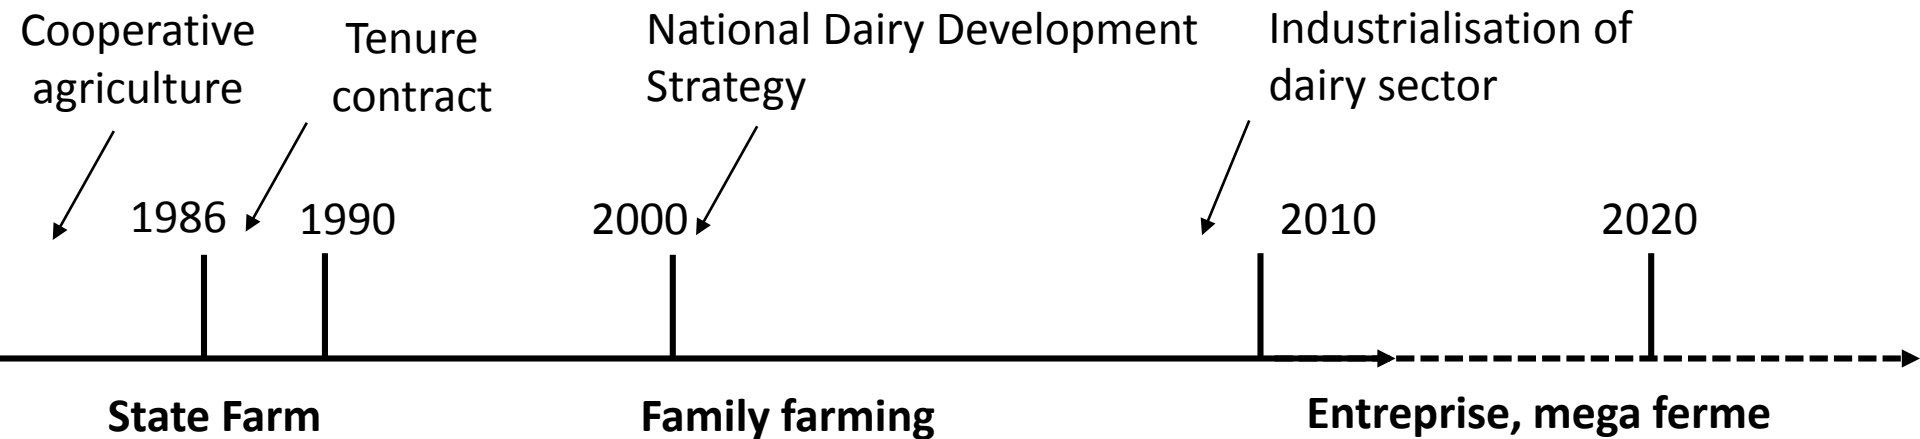 Cooperative
agriculture
Tenure
contract
National Dairy Development
Strategy
Industrialisation of
dairy sector
1986
1990
2000
2010
2020
State Farm
Family farming
Entreprise, mega ferme